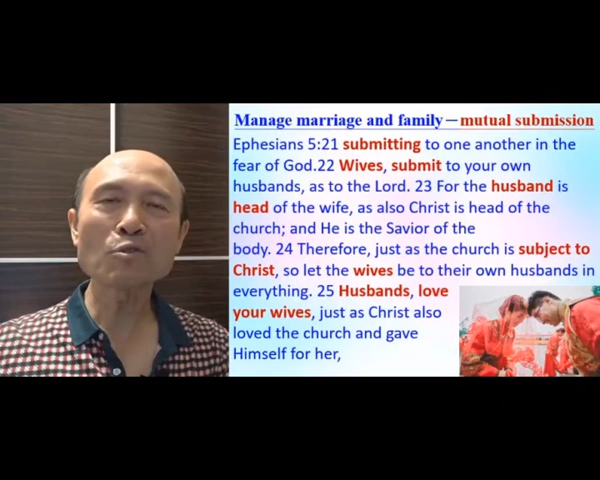 Manage marriage and family—mutual submission
Ephesians 5:21 submitting to one another in the
fear of God.22 Wives, submit to your own
husbands, as to the Lord. 23 For the husband is
head of the wife, as also Christ is head of the
church; and He is the Savior of the
body. 24 Therefore, just as the church is subject to
Christ, so let the wives be to their own husbands in
everything. 25 Husbands, love
your wives, just as Christ also
loved the church and gave
Himself for her,